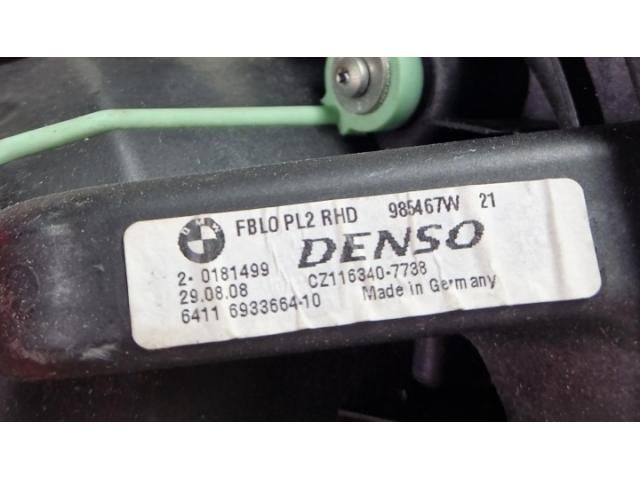 BMW
FBLO PL2 RHD 985467W 21
DENSO
2- 0181499 CZ116340-7738
29.08.08 Made in Germany
6411 6933664-10